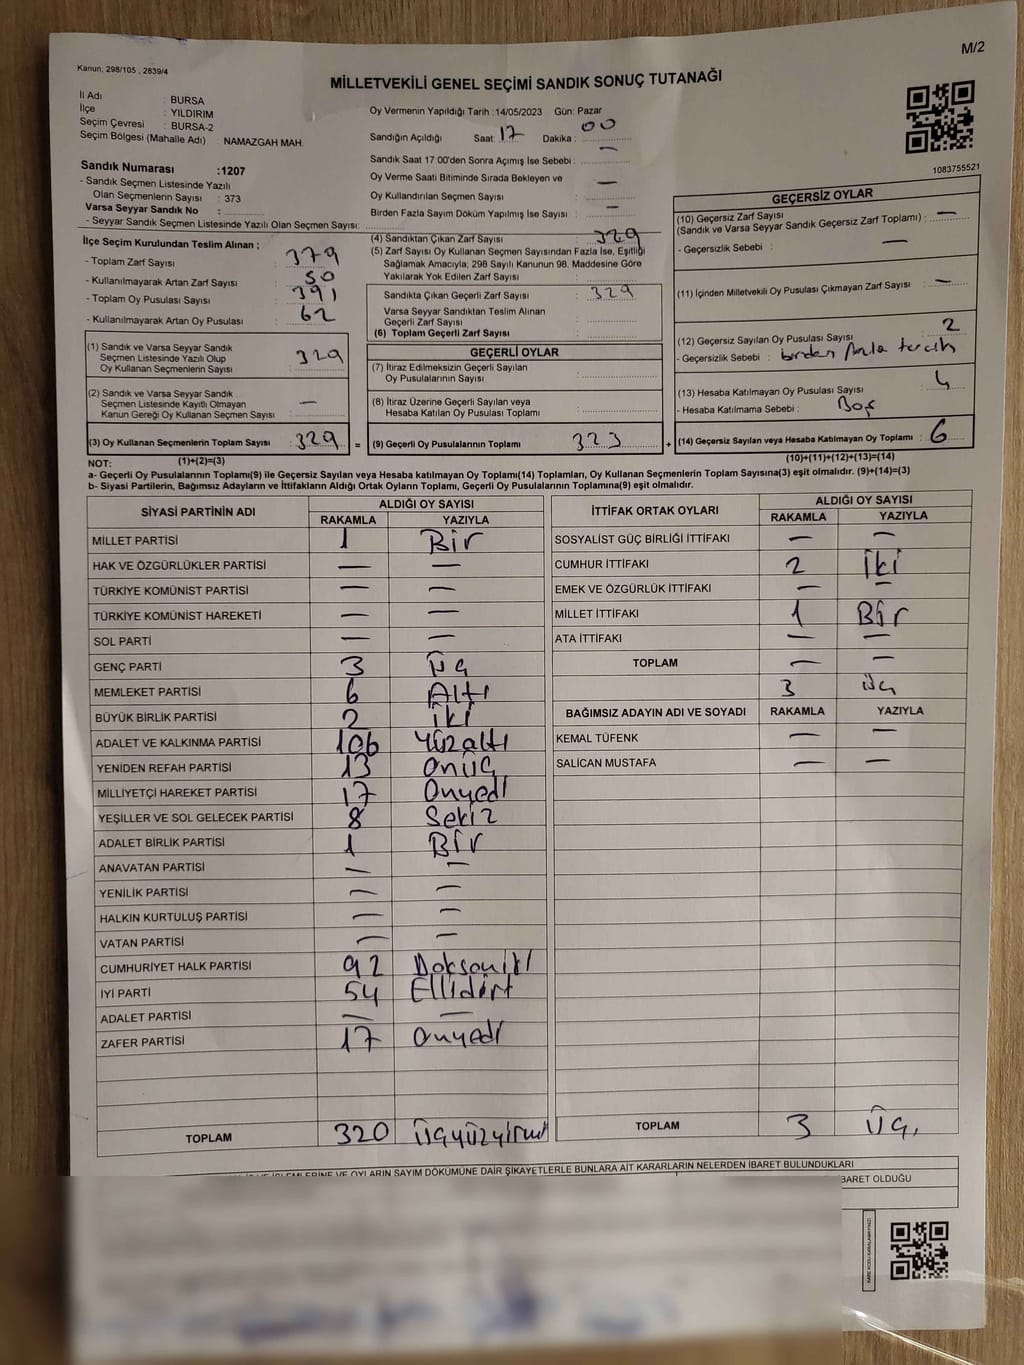 M/2
Kanun: 298/105 , 2839/4
MİLLETVEKİLİ GENEL SEÇİMİ SANDIK SONUÇ TUTANAĞI
İl Adı : BURSA
İlçe : YILDIRIM
Seçim Çevresi : BURSA-2
Seçim Bölgesi (Mahalle Adı) : NAMAZGAH MAH.
Sandık Numarası :1207
- Sandık Seçmen Listesinde Yazılı
Olan Seçmenlerin Sayısı : 373
Varsa Seyyar Sandık No :
- Seyyar Sandık Seçmen Listesinde Yazılı Olan Seçmen Sayısı:
Oy Vermenin Yapıldığı Tarih :14/05/2023 Gün: Pazar
Sandığın Açıldığı Saat: 17 Dakika : 00
Sandık Saat 17:00'den Sonra Açımış İse Sebebi : —
Oy Verme Saati Bitiminde Sırada Bekleyen ve
Oy Kullandırılan Seçmen Sayısı : —
Birden Fazla Sayım Döküm Yapılmış İse Sayısı : —
1083755521
İlçe Seçim Kurulundan Teslim Alınan ;
- Toplam Zarf Sayısı : 379
- Kullanılmayarak Artan Zarf Sayısı : 50
- Toplam Oy Pusulası Sayısı : 391
- Kullanılmayarak Artan Oy Pusulası : 62
(4) Sandıktan Çıkan Zarf Sayısı : 329
(5) Zarf Sayısı Oy Kullanan Seçmen Sayısından Fazla İse, Eşitliği
Sağlamak Amacıyla, 298 Sayılı Kanunun 98. Maddesine Göre
Yakılarak Yok Edilen Zarf Sayısı :
Sandıkta Çıkan Geçerli Zarf Sayısı : 329
Varsa Seyyar Sandıktan Teslim Alınan
Geçerli Zarf Sayısı :
(6) Toplam Geçerli Zarf Sayısı :
GEÇERSİZ OYLAR
(10) Geçersiz Zarf Sayısı
(Sandık ve Varsa Seyyar Sandık Geçersiz Zarf Toplamı) : —
- Geçersizlik Sebebi : —
(11) İçinden Milletvekili Oy Pusulası Çıkmayan Zarf Sayısı : —
(12) Geçersiz Sayılan Oy Pusulası Sayısı : 2
- Geçersizlik Sebebi : birden fazla tercih
(13) Hesaba Katılmayan Oy Pusulası Sayısı : 4
- Hesaba Katılmama Sebebi : Boş
(14) Geçersiz Sayılan veya Hesaba Katılmayan Oy Toplamı : 6
(10)+(11)+(12)+(13)=(14)
(1) Sandık ve Varsa Seyyar Sandık
Seçmen Listesinde Yazılı Olup
Oy Kullanan Seçmenlerin Sayısı : 329
(2) Sandık ve Varsa Seyyar Sandık
Seçmen Listesinde Kayıtlı Olmayan
Kanun Gereği Oy Kullanan Seçmen Sayısı : —
(3) Oy Kullanan Seçmenlerin Toplam Sayısı : 329 =
GEÇERLİ OYLAR
(7) İtiraz Edilmeksizin Geçerli Sayılan
Oy Pusulalarının Sayısı :
(8) İtiraz Üzerine Geçerli Sayılan veya
Hesaba Katılan Oy Pusulası Toplamı :
(9) Geçerli Oy Pusulalarının Toplamı : 323 +
NOT: (1)+(2)=(3)
a- Geçerli Oy Pusulalarının Toplamı(9) ile Geçersiz Sayılan veya Hesaba katılmayan Oy Toplamı(14) Toplamları, Oy Kullanan Seçmenlerin Toplam Sayısına(3) eşit olmalıdır. (9)+(14)=(3)
b- Siyasi Partilerin, Bağımsız Adayların ve İttifakların Aldığı Ortak Oyların Toplamı, Geçerli Oy Pusulalarının Toplamına(9) eşit olmalıdır.
SİYASİ PARTİNİN ADI ALDIĞI OY SAYISI
RAKAMLA YAZIYLA
MİLLET PARTİSİ 1 Bir
HAK VE ÖZGÜRLÜKLER PARTİSİ — —
TÜRKİYE KOMÜNİST PARTİSİ — —
TÜRKİYE KOMÜNİST HAREKETİ — —
SOL PARTİ — —
GENÇ PARTİ 3 Üç
MEMLEKET PARTİSİ 6 Altı
BÜYÜK BİRLİK PARTİSİ 2 iki
ADALET VE KALKINMA PARTİSİ 106 Yüzaltı
YENİDEN REFAH PARTİSİ 13 Onüç
MİLLİYETÇİ HAREKET PARTİSİ 17 Onyedi
YEŞİLLER VE SOL GELECEK PARTİSİ 8 Sekiz
ADALET BİRLİK PARTİSİ 1 Bir
ANAVATAN PARTİSİ — —
YENİLİK PARTİSİ — —
HALKIN KURTULUŞ PARTİSİ — —
VATAN PARTİSİ — —
CUMHURİYET HALK PARTİSİ 92 Doksaniki
İYİ PARTİ 54 Ellidört
ADALET PARTİSİ — —
ZAFER PARTİSİ 17 Onyedi
TOPLAM 320 Üçyüzyirmi
İTTİFAK ORTAK OYLARI ALDIĞI OY SAYISI
RAKAMLA YAZIYLA
SOSYALİST GÜÇ BİRLİĞİ İTTİFAKI — —
CUMHUR İTTİFAKI 2 İki
EMEK VE ÖZGÜRLÜK İTTİFAKI — —
MİLLET İTTİFAKI 1 Bir
ATA İTTİFAKI — —
TOPLAM — —
3 üç
BAĞIMSIZ ADAYIN ADI VE SOYADI RAKAMLA YAZIYLA
KEMAL TÜFENK — —
SALİCAN MUSTAFA — —
TOPLAM 3 Üç.
İŞLEMLERİNE VE OYLARIN SAYIM DÖKÜMÜNE DAİR ŞİKAYETLERLE BUNLARA AİT KARARLARIN NELERDEN İBARET BULUNDUKLARI
BARET OLDUĞU